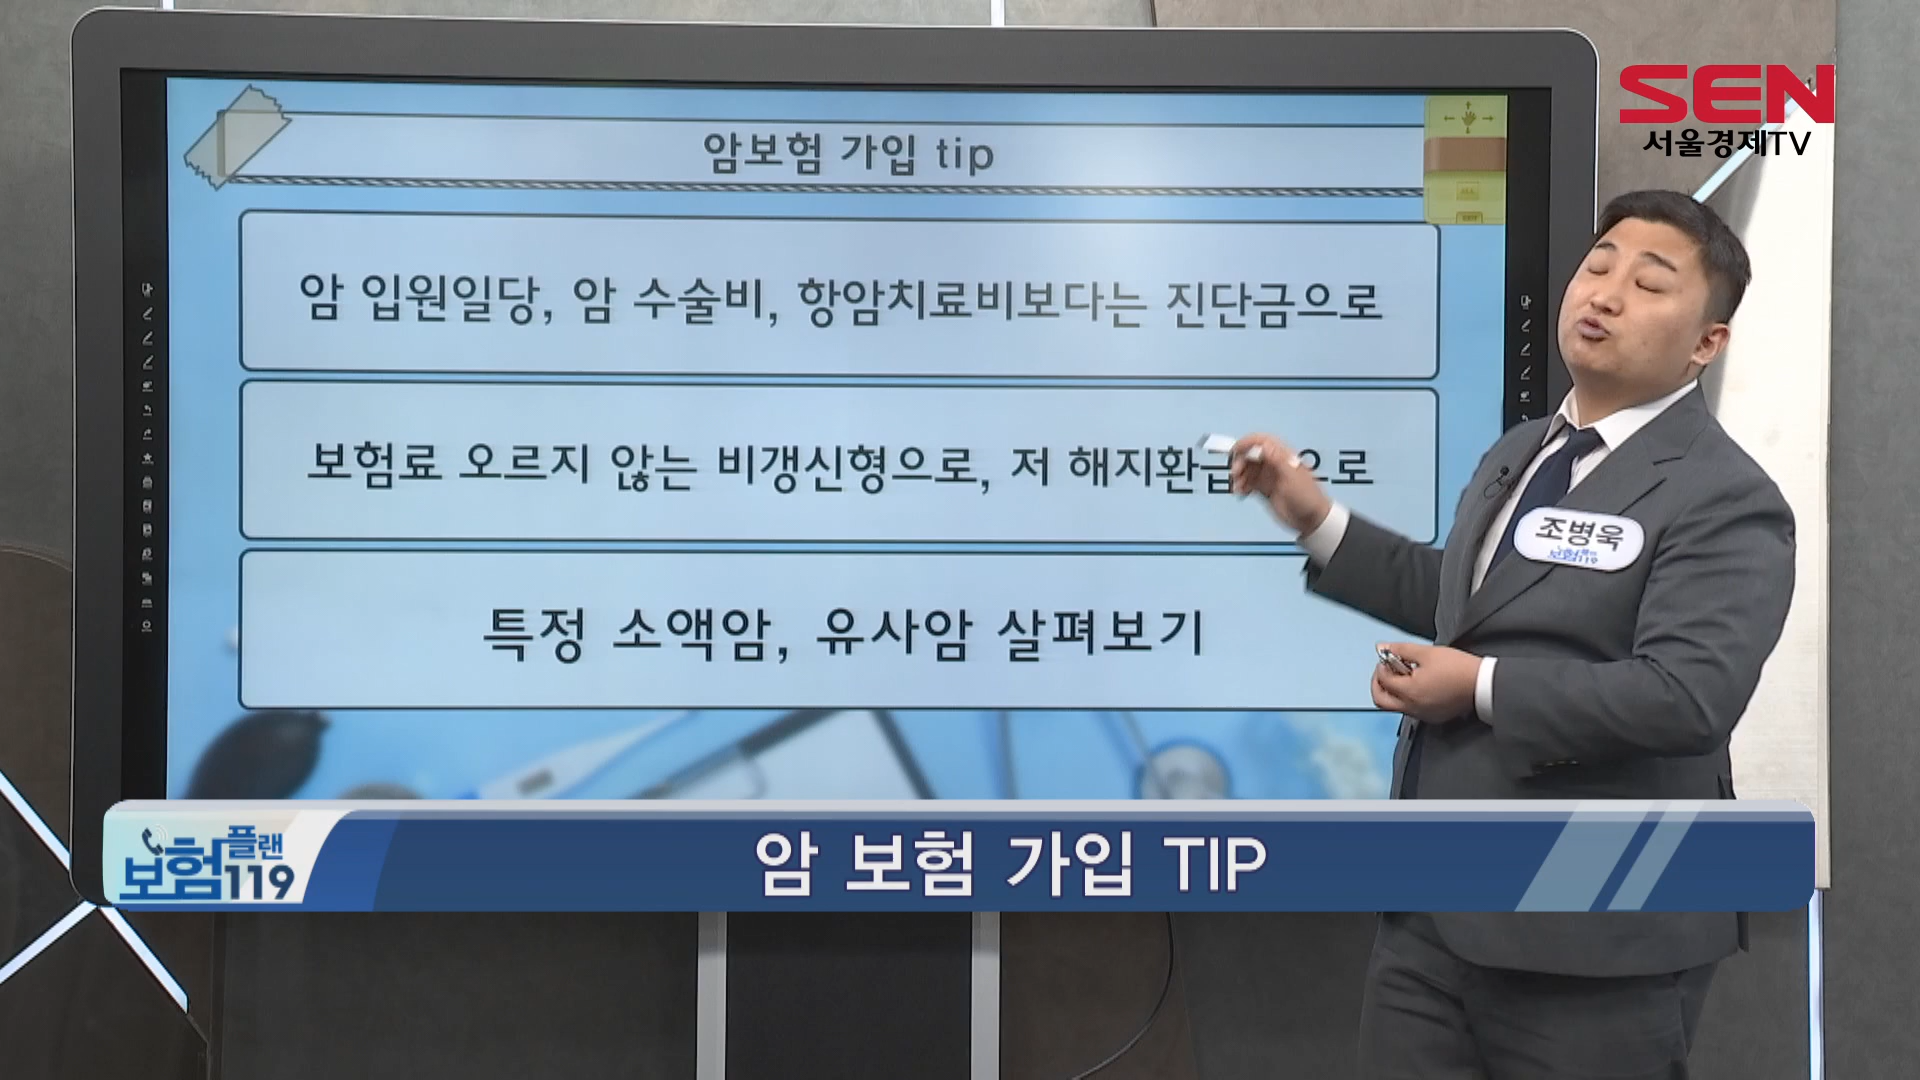 SEN
서울경제TV
암보험 가입 tip
암 입원일당, 암 수술비, 항암치료비보다는 진단금으로
보험료 오르지 않는 비갱신형으로, 저 해지환급 으로
특정 소액암, 유사암 살펴보기
조병욱
보험플랜119
보험플랜119
암 보험 가입 TIP